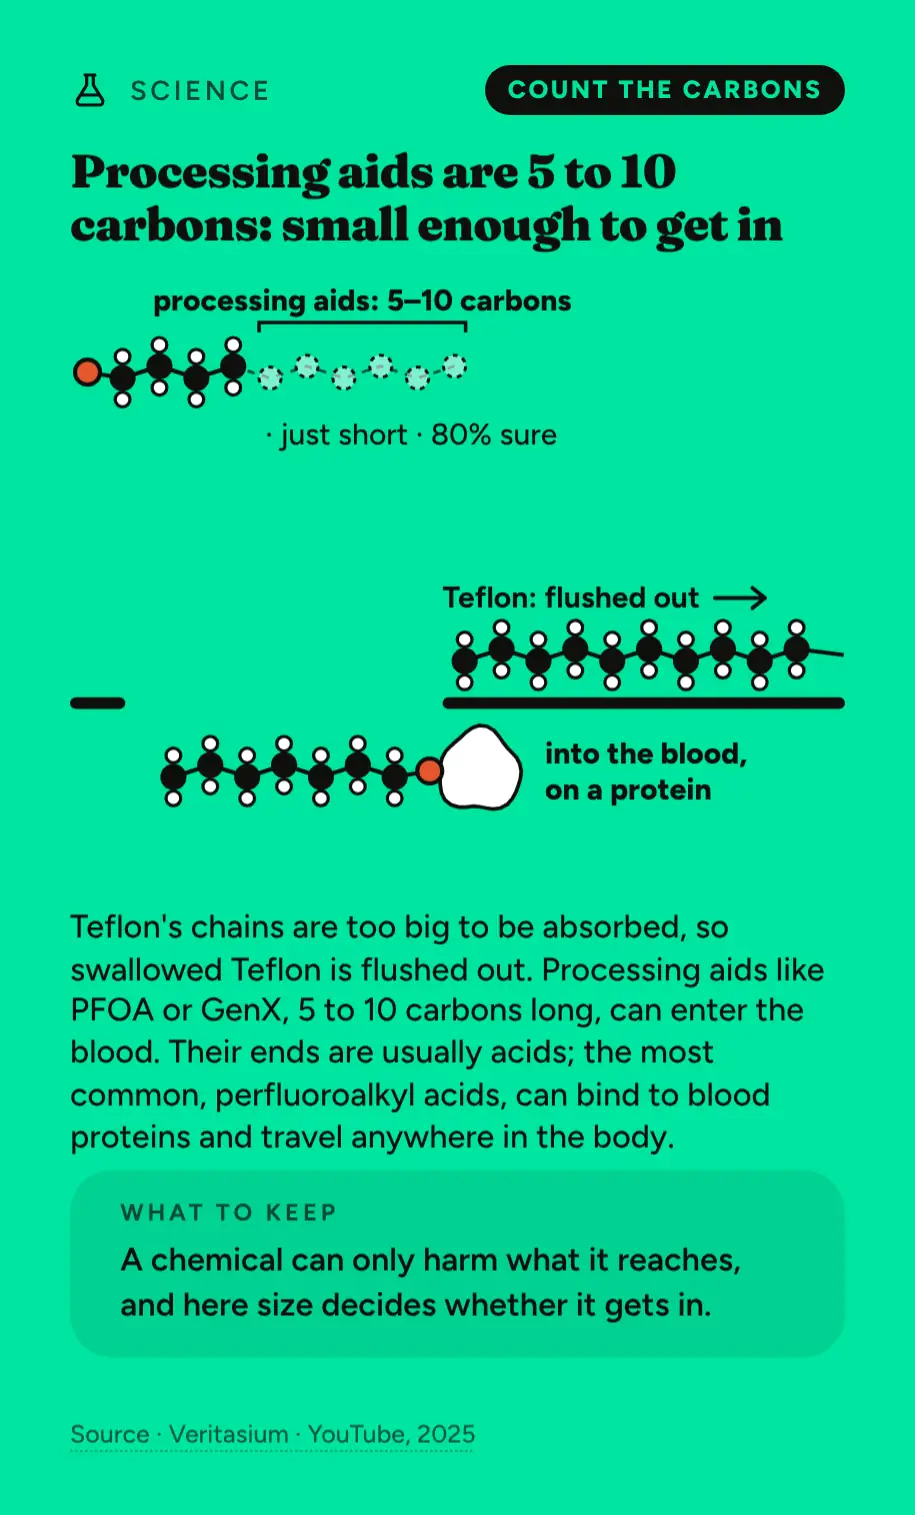 SCIENCE
COUNT THE CARBONS
Processing aids are 5 to 10
carbons: small enough to get in
processing aids: 5–10 carbons
· just short · 80% sure
Teflon: flushed out
into the blood,
on a protein
Teflon's chains are too big to be absorbed, so
swallowed Teflon is flushed out. Processing aids like
PFOA or GenX, 5 to 10 carbons long, can enter the
blood. Their ends are usually acids; the most
common, perfluoroalkyl acids, can bind to blood
proteins and travel anywhere in the body.
WHAT TO KEEP
A chemical can only harm what it reaches,
and here size decides whether it gets in.
Source · Veritasium · YouTube, 2025